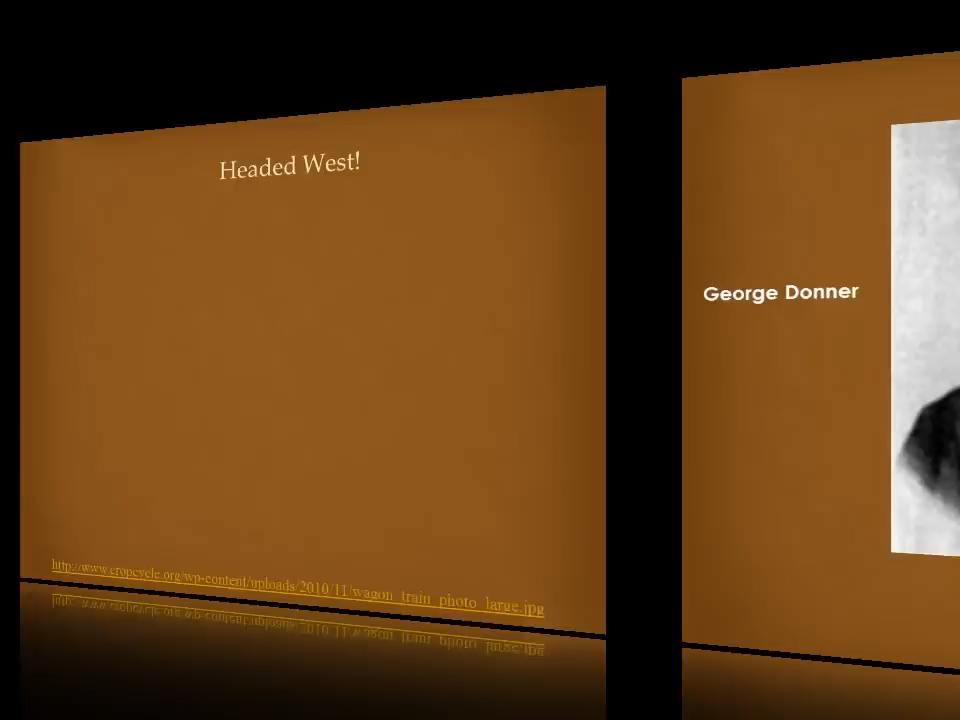 Headed West!
http://www.cropcycle.org/wp-content/uploads/2010/11/wagon_train_photo_large.jpg
George Donner